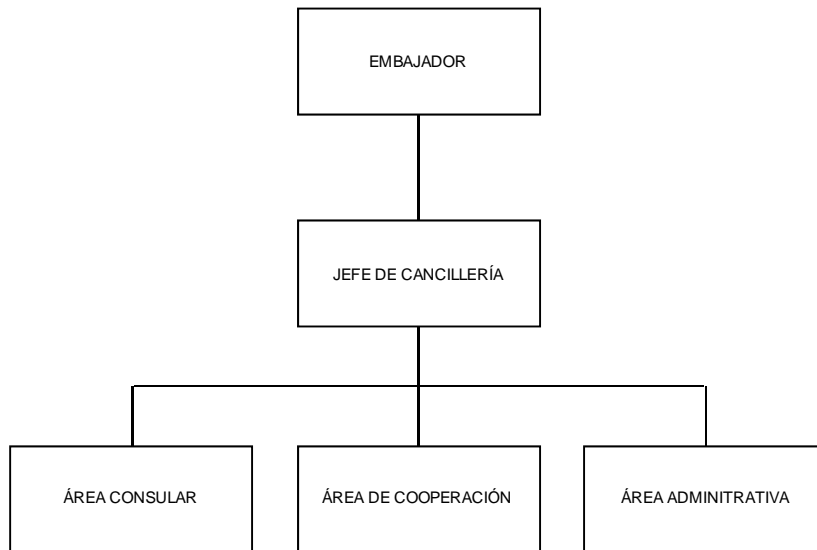 EMBAJADOR
JEFE DE CANCILLERÍA
ÁREA CONSULAR
ÁREA DE COOPERACIÓN
ÁREA ADMINITRATIVA